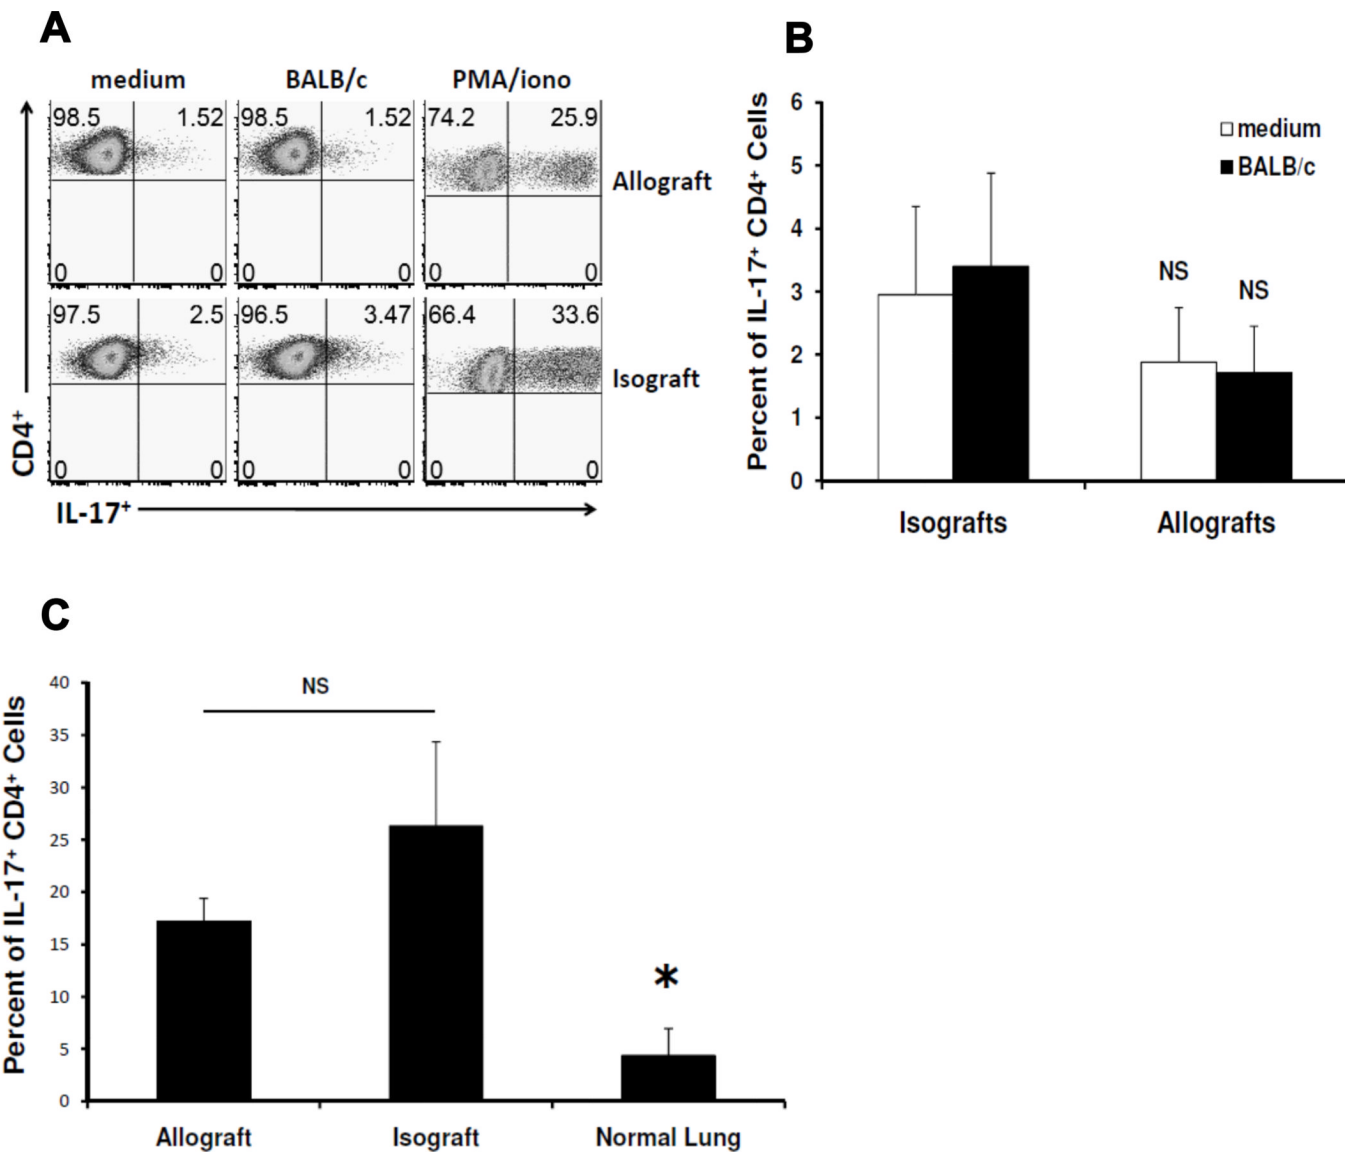 A
medium BALB/c PMA/iono
98.5 1.52 98.5 1.52 74.2 25.9
Allograft
0 0 0 0 0 0
97.5 2.5 96.5 3.47 66.4 33.6
Isograft
0 0 0 0 0 0
CD4⁺
IL-17⁺
B
Percent of IL-17⁺ CD4⁺ Cells
6
5
4
3
2
1
0
medium
BALB/c
NS
NS
Isografts Allografts
C
Percent of IL-17⁺ CD4⁺ Cells
40
35
30
25
20
15
10
5
0
NS
*
Allograft Isograft Normal Lung